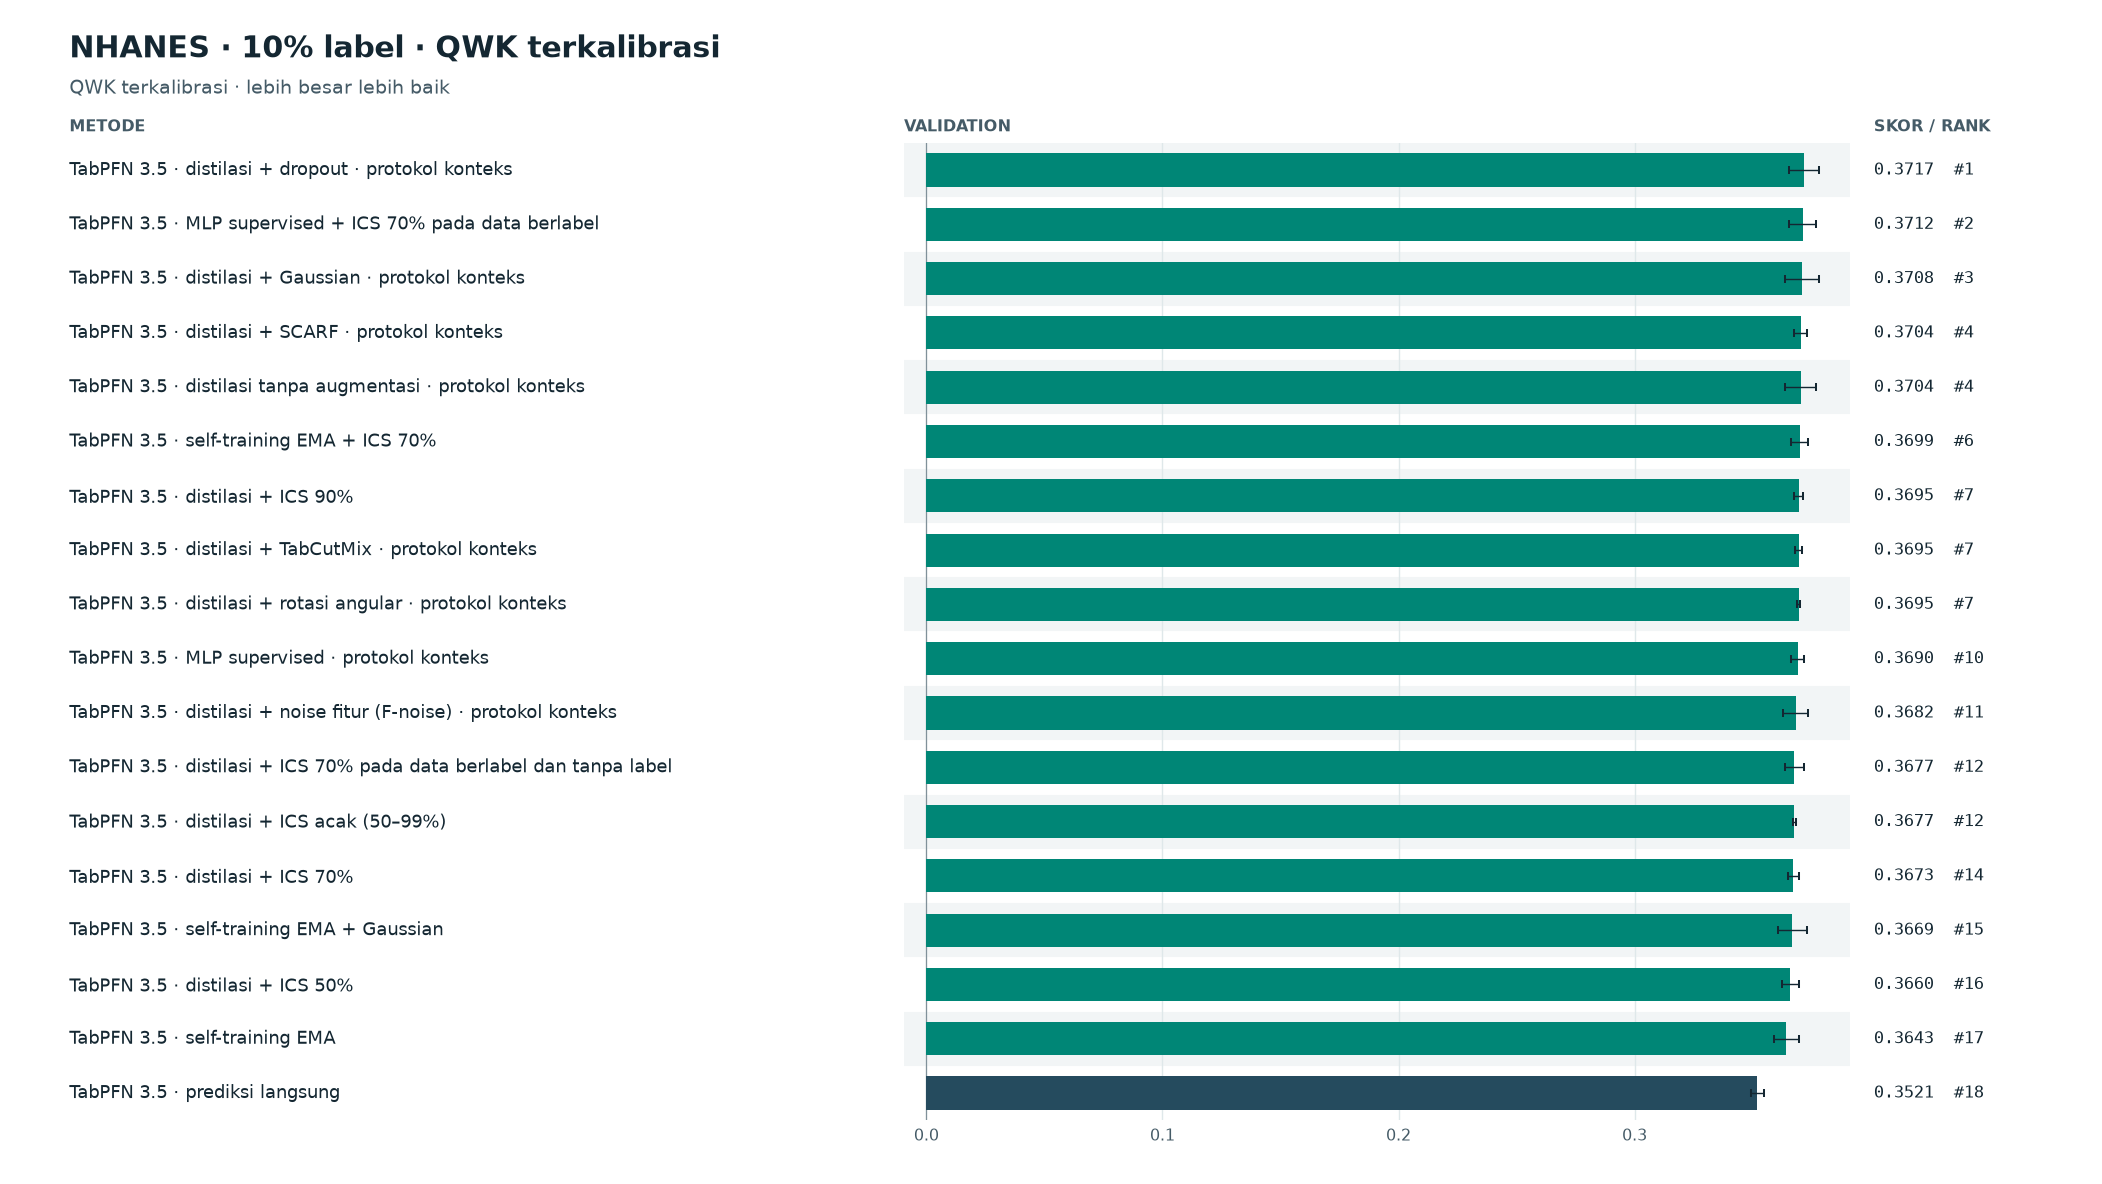 NHANES · 10% label · QWK terkalibrasi
QWK terkalibrasi · lebih besar lebih baik
METODE VALIDATION SKOR / RANK
TabPFN 3.5 · distilasi + dropout · protokol konteks 0.3717 #1
TabPFN 3.5 · MLP supervised + ICS 70% pada data berlabel 0.3712 #2
TabPFN 3.5 · distilasi + Gaussian · protokol konteks 0.3708 #3
TabPFN 3.5 · distilasi + SCARF · protokol konteks 0.3704 #4
TabPFN 3.5 · distilasi tanpa augmentasi · protokol konteks 0.3704 #4
TabPFN 3.5 · self-training EMA + ICS 70% 0.3699 #6
TabPFN 3.5 · distilasi + ICS 90% 0.3695 #7
TabPFN 3.5 · distilasi + TabCutMix · protokol konteks 0.3695 #7
TabPFN 3.5 · distilasi + rotasi angular · protokol konteks 0.3695 #7
TabPFN 3.5 · MLP supervised · protokol konteks 0.3690 #10
TabPFN 3.5 · distilasi + noise fitur (F-noise) · protokol konteks 0.3682 #11
TabPFN 3.5 · distilasi + ICS 70% pada data berlabel dan tanpa label 0.3677 #12
TabPFN 3.5 · distilasi + ICS acak (50–99%) 0.3677 #12
TabPFN 3.5 · distilasi + ICS 70% 0.3673 #14
TabPFN 3.5 · self-training EMA + Gaussian 0.3669 #15
TabPFN 3.5 · distilasi + ICS 50% 0.3660 #16
TabPFN 3.5 · self-training EMA 0.3643 #17
TabPFN 3.5 · prediksi langsung 0.3521 #18
0.0 0.1 0.2 0.3